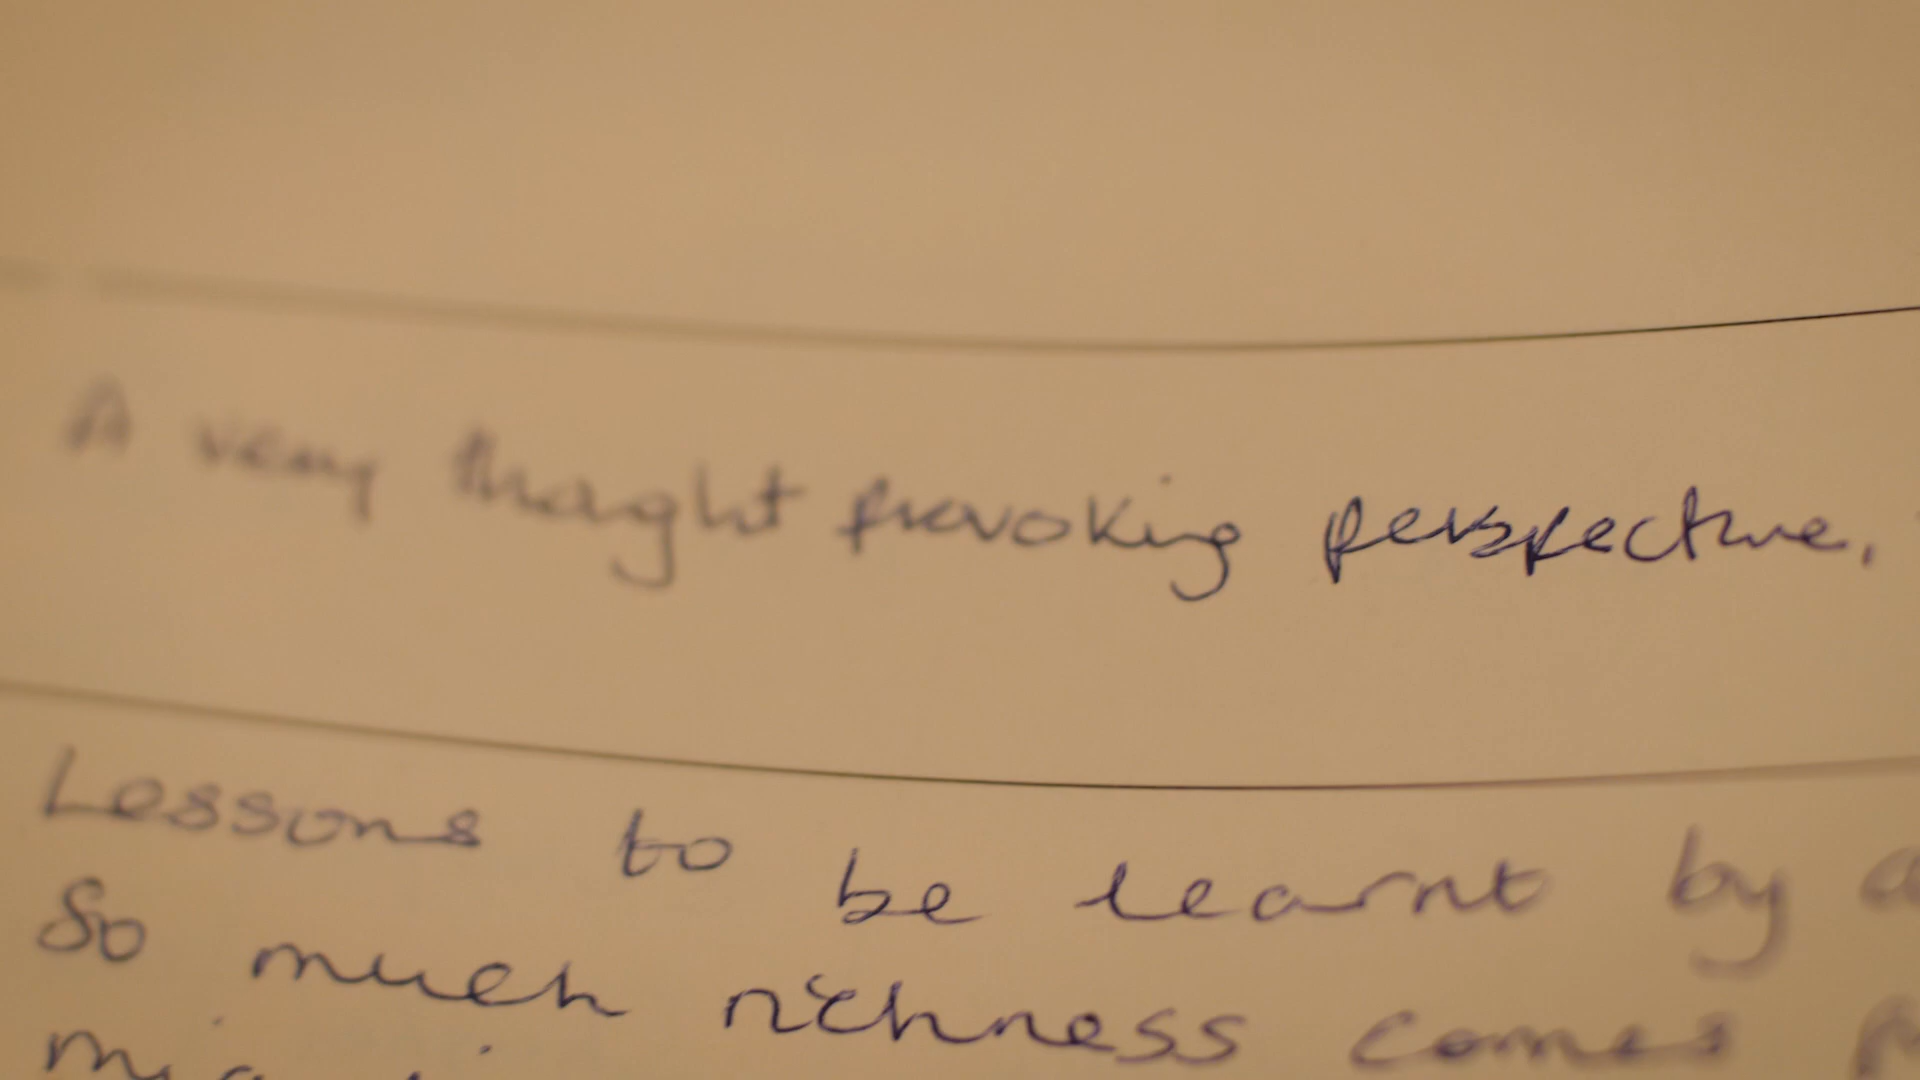 A very thought provoking perspective.
Lessons to be learnt by
So much richness comes